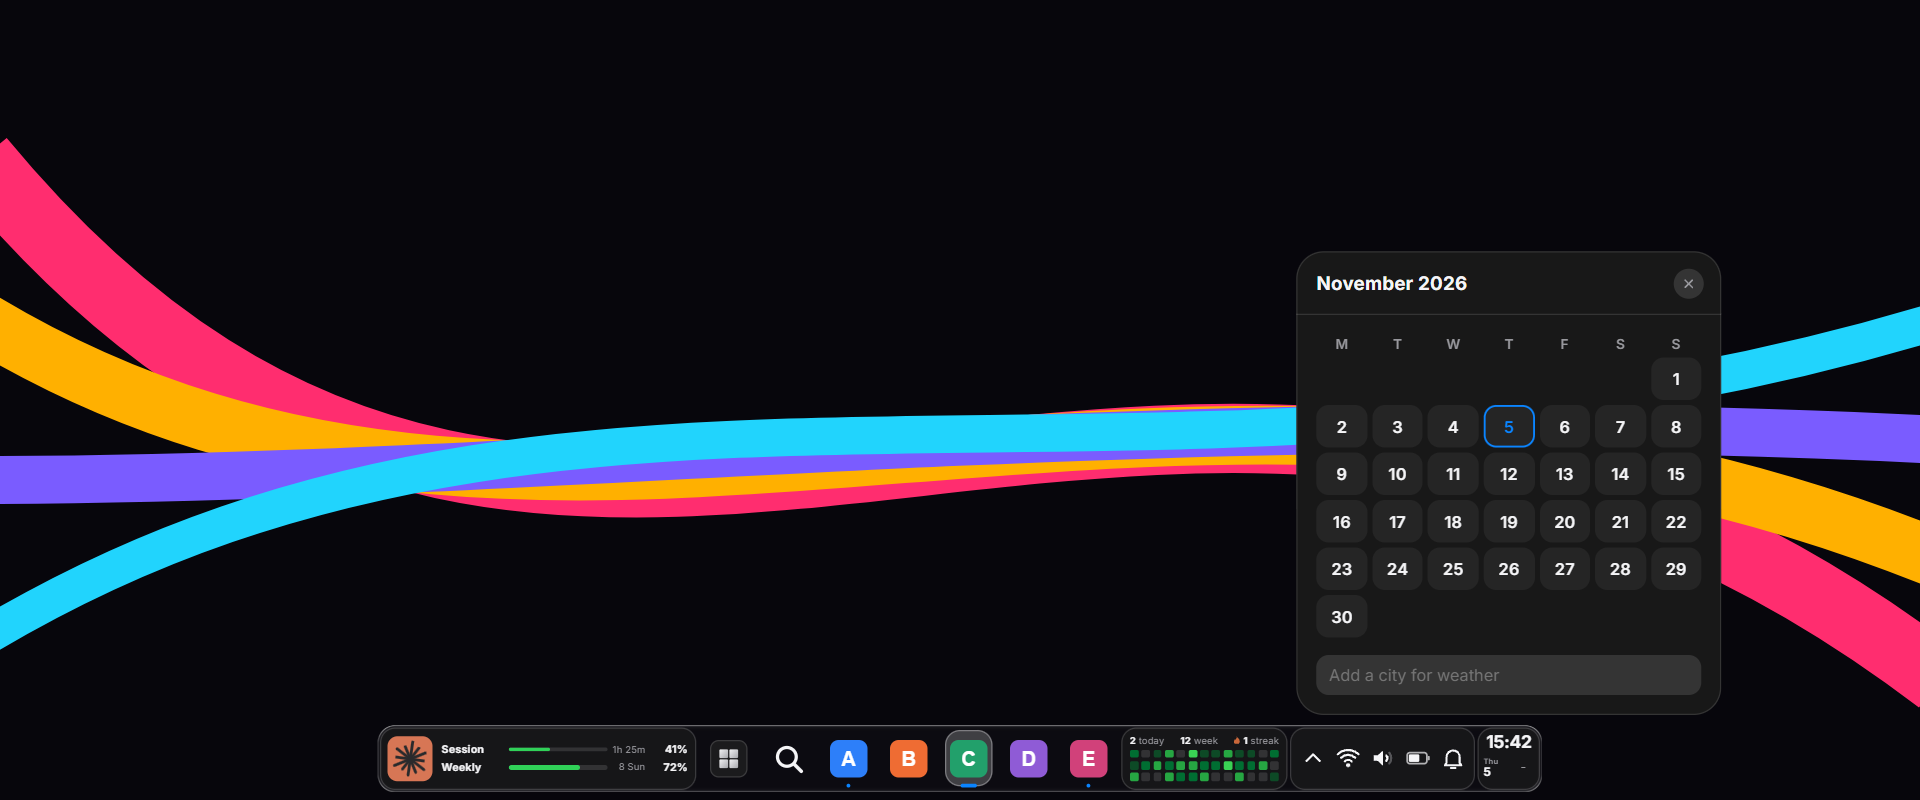 November 2026
M T W T F S S
1
2 3 4 5 6 7 8
9 10 11 12 13 14 15
16 17 18 19 20 21 22
23 24 25 26 27 28 29
30
Add a city for weather
Session 1h 25m 41%
Weekly 8 Sun 72%
A B C D E
2 today 12 week 1 streak
15:42
Thu
5 –